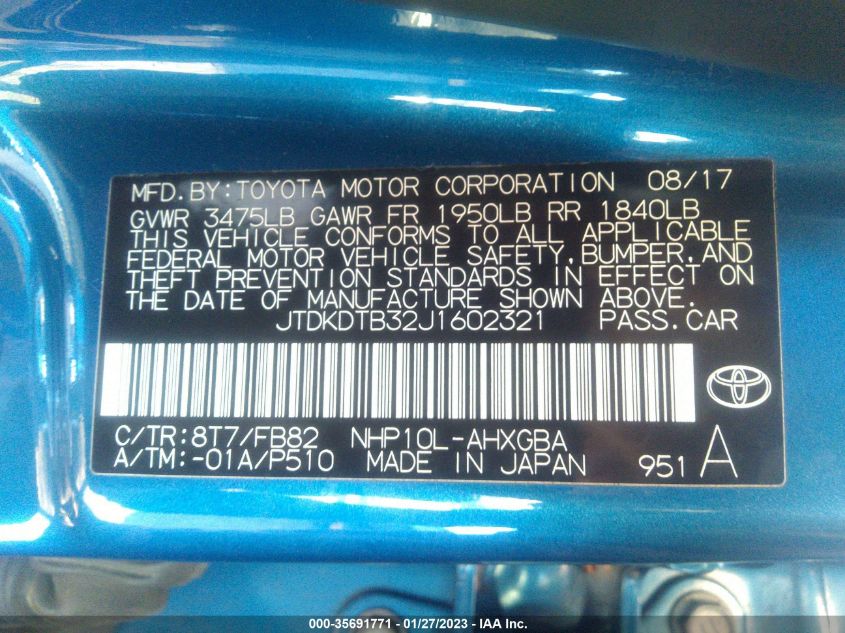 MFD.BY:TOYOTA MOTOR CORPORATION 08/17
GVWR 3475LB GAWR FR 1950LB RR 1840LB
THIS VEHICLE CONFORMS TO ALL APPLICABLE
FEDERAL MOTOR VEHICLE SAFETY,BUMPER,AND
THEFT PREVENTION STANDARDS IN EFFECT ON
THE DATE OF MANUFACTURE SHOWN ABOVE.
JTDKDTB32J1602321 PASS.CAR
C/TR:8T7/FB82 NHP10L-AHXGBA
A/TM:-01A/P510 MADE IN JAPAN 951 A
000-35691771 - 01/27/2023 - IAA Inc.